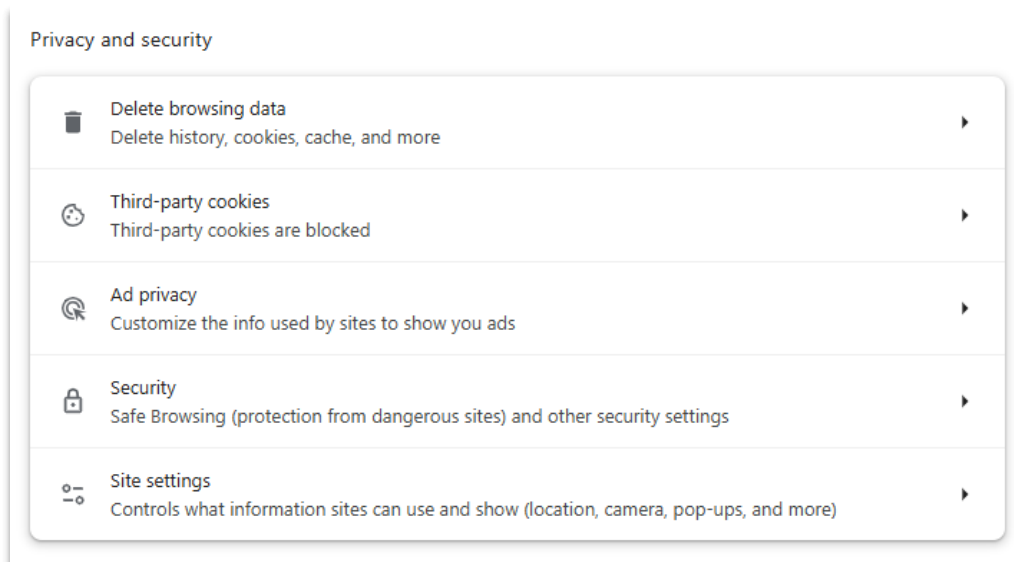 Privacy and security
Delete browsing data
Delete history, cookies, cache, and more
Third-party cookies
Third-party cookies are blocked
Ad privacy
Customize the info used by sites to show you ads
Security
Safe Browsing (protection from dangerous sites) and other security settings
Site settings
Controls what information sites can use and show (location, camera, pop-ups, and more)